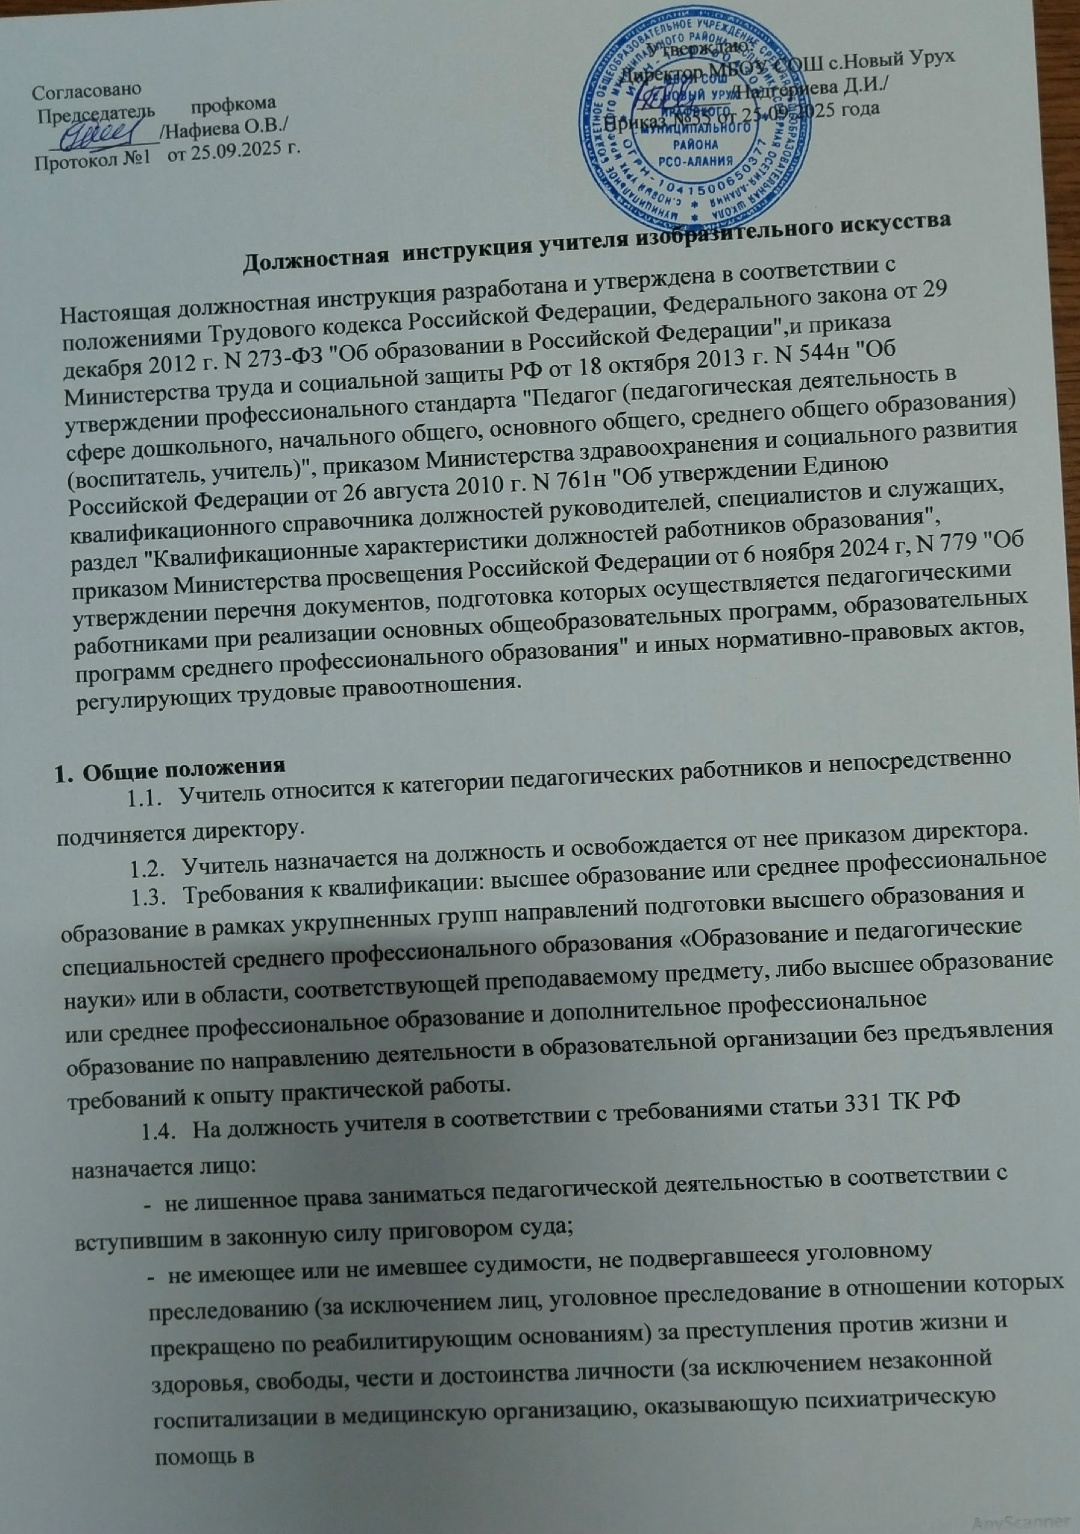 Согласовано
Председатель профкома
/Нафиева О.В./
Протокол №1 от 25.09.2025 г.
Утверждаю:
Директор МБОУ СОШ с.Новый Урух
/Надгериева Д.И./
Приказ №55 от 25-09.2025 года
МБОУ СОШ
С.НОВЫЙ УРУХ
ИРАФСКОГО
МУНИЦИПАЛЬНОГО
РАЙОНА
РСО-АЛАНИЯ
ОГРН-1041500650377
Должностная инструкция учителя изобразительного искусства
Настоящая должностная инструкция разработана и утверждена в соответствии с
положениями Трудового кодекса Российской Федерации, Федерального закона от 29
декабря 2012 г. N 273-ФЗ "Об образовании в Российской Федерации",и приказа
Министерства труда и социальной защиты РФ от 18 октября 2013 г. N 544н "Об
утверждении профессионального стандарта "Педагог (педагогическая деятельность в
сфере дошкольного, начального общего, основного общего, среднего общего образования)
(воспитатель, учитель)", приказом Министерства здравоохранения и социального развития
Российской Федерации от 26 августа 2010 г. N 761н "Об утверждении Единою
квалификационного справочника должностей руководителей, специалистов и служащих,
раздел "Квалификационные характеристики должностей работников образования",
приказом Министерства просвещения Российской Федерации от 6 ноября 2024 г, N 779 "Об
утверждении перечня документов, подготовка которых осуществляется педагогическими
работниками при реализации основных общеобразовательных программ, образовательных
программ среднего профессионального образования" и иных нормативно-правовых актов,
регулирующих трудовые правоотношения.
1. Общие положения
1.1. Учитель относится к категории педагогических работников и непосредственно
подчиняется директору.
1.2. Учитель назначается на должность и освобождается от нее приказом директора.
1.3. Требования к квалификации: высшее образование или среднее профессиональное
образование в рамках укрупненных групп направлений подготовки высшего образования и
специальностей среднего профессионального образования «Образование и педагогические
науки» или в области, соответствующей преподаваемому предмету, либо высшее образование
или среднее профессиональное образование и дополнительное профессиональное
образование по направлению деятельности в образовательной организации без предъявления
требований к опыту практической работы.
1.4. На должность учителя в соответствии с требованиями статьи 331 ТК РФ
назначается лицо:
- не лишенное права заниматься педагогической деятельностью в соответствии с
вступившим в законную силу приговором суда;
- не имеющее или не имевшее судимости, не подвергавшееся уголовному
преследованию (за исключением лиц, уголовное преследование в отношении которых
прекращено по реабилитирующим основаниям) за преступления против жизни и
здоровья, свободы, чести и достоинства личности (за исключением незаконной
госпитализации в медицинскую организацию, оказывающую психиатрическую
помощь в
AnyScanner